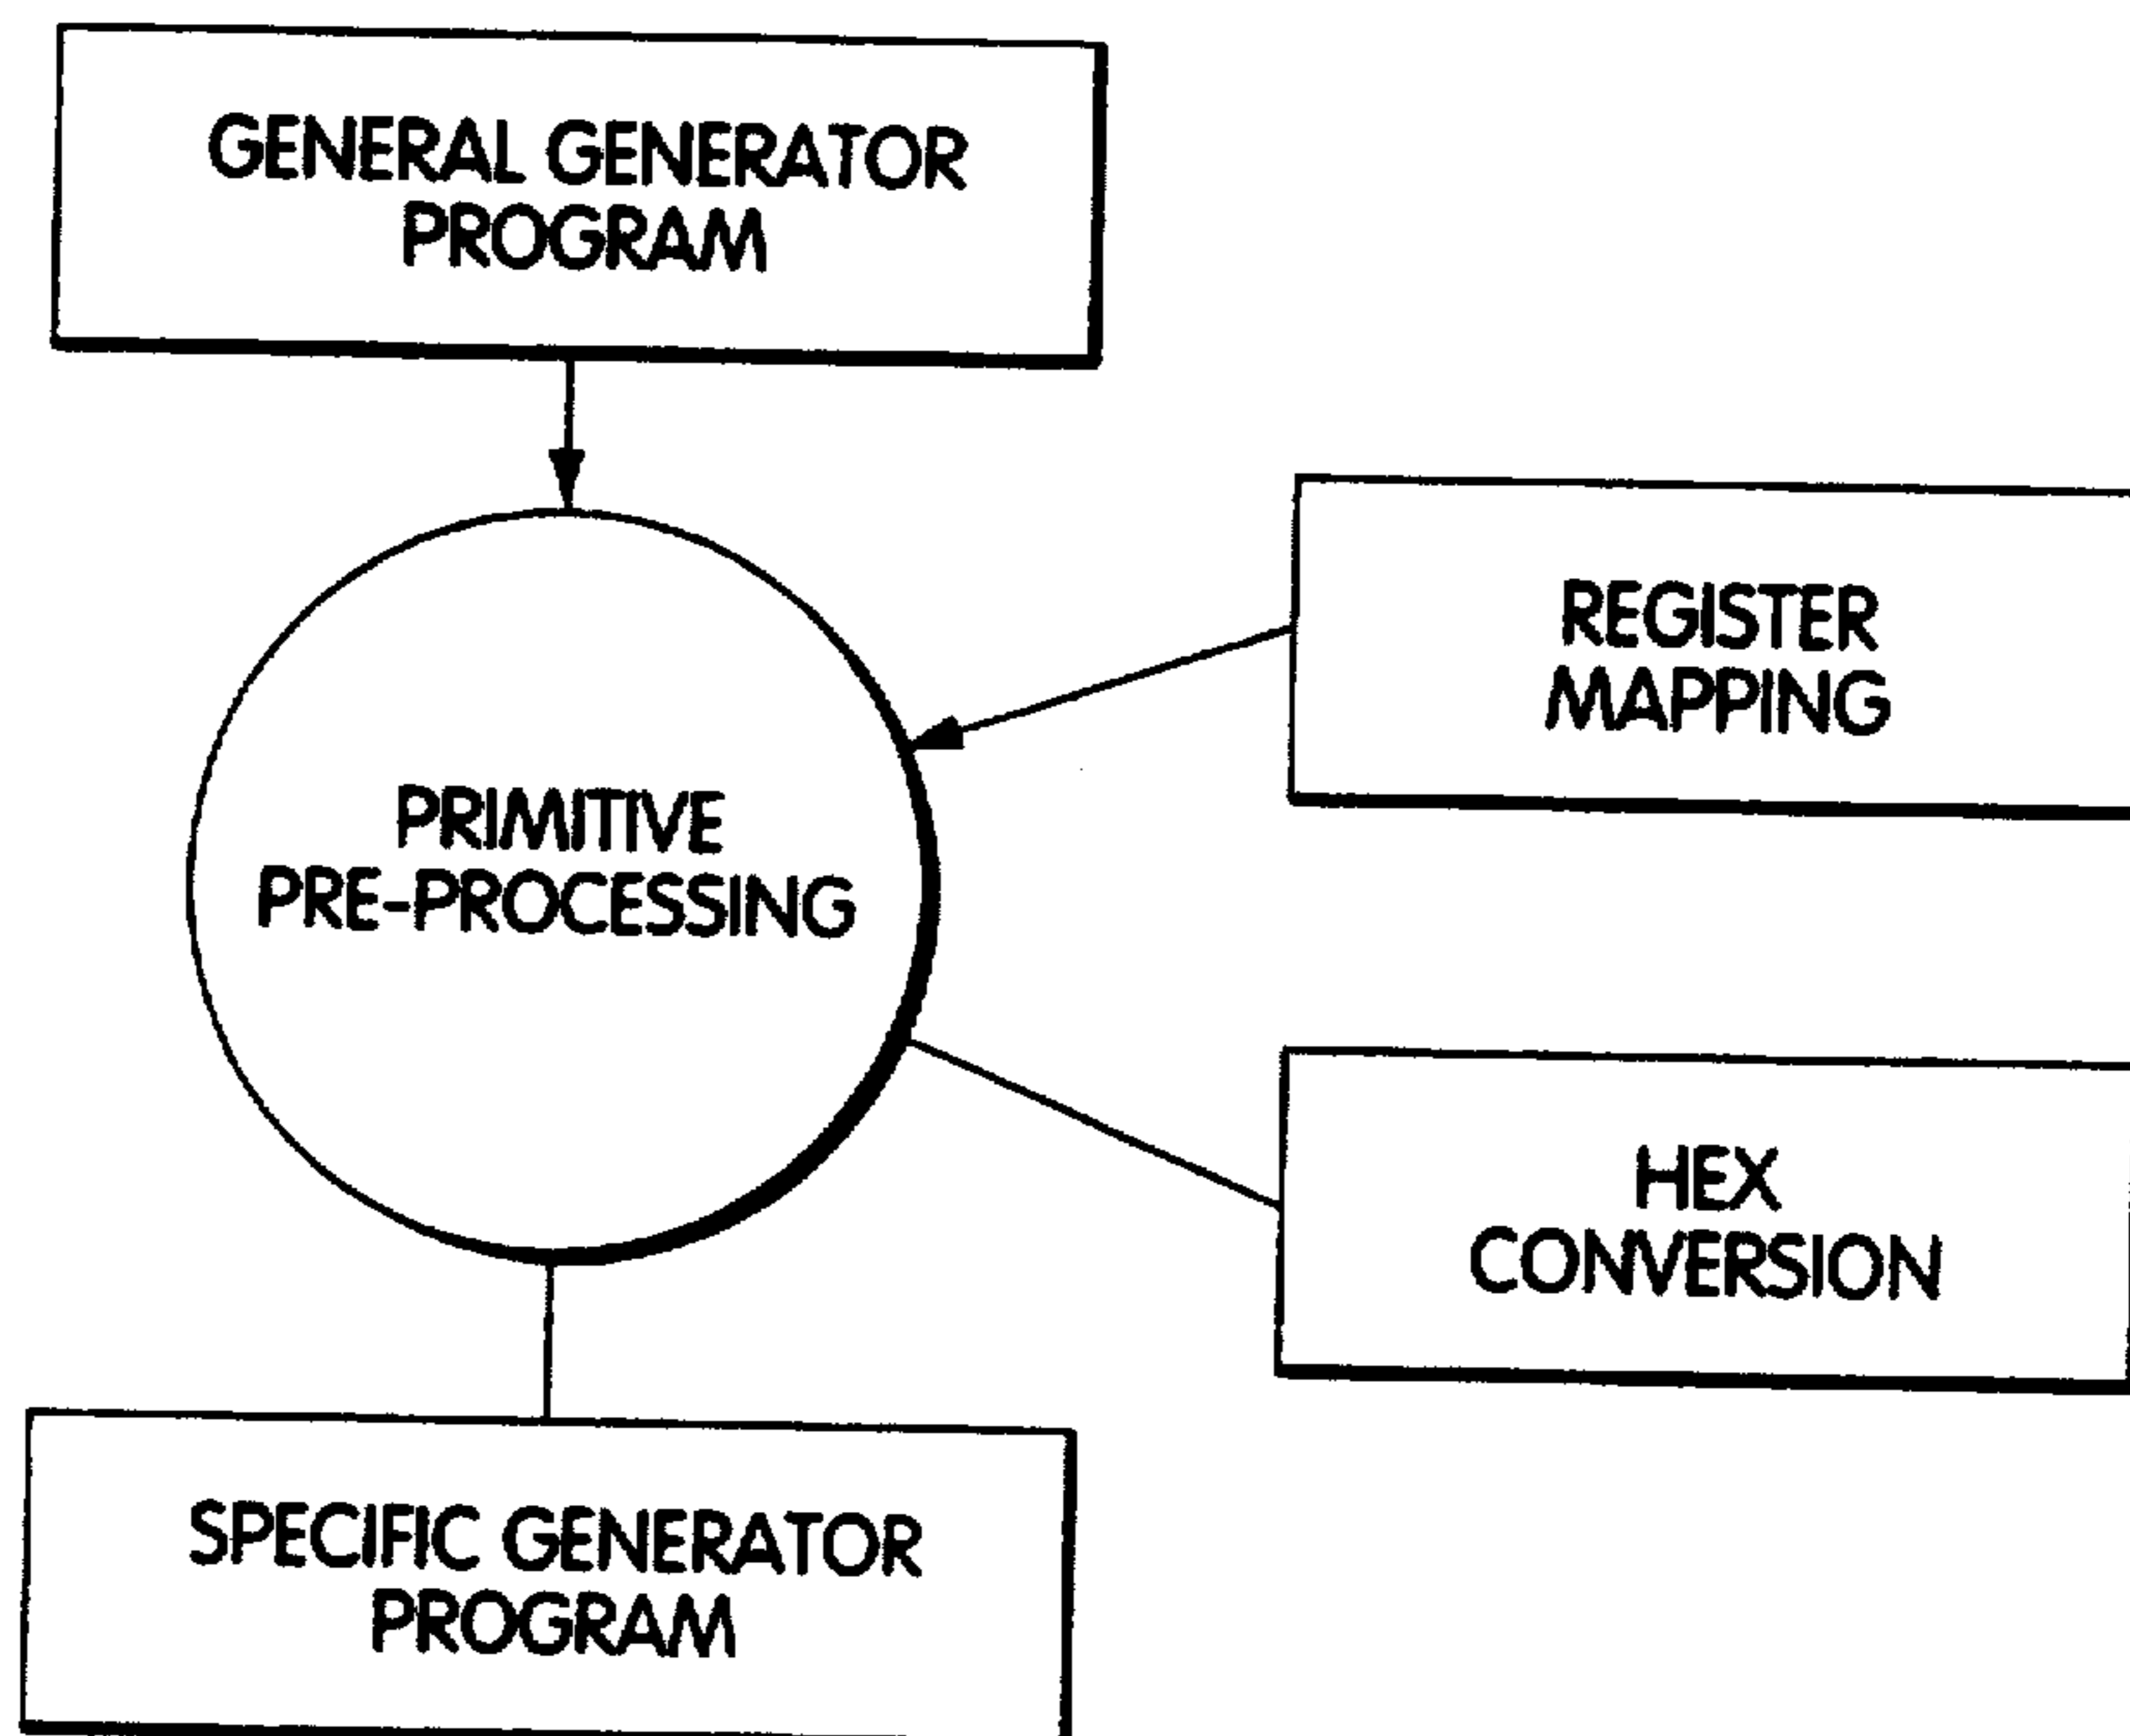 GENERAL GENERATOR
PROGRAM
REGISTER
MAPPING
PRIMITIVE
PRE-PROCESSING
HEX
CONVERSION
SPECIFIC GENERATOR
PROGRAM